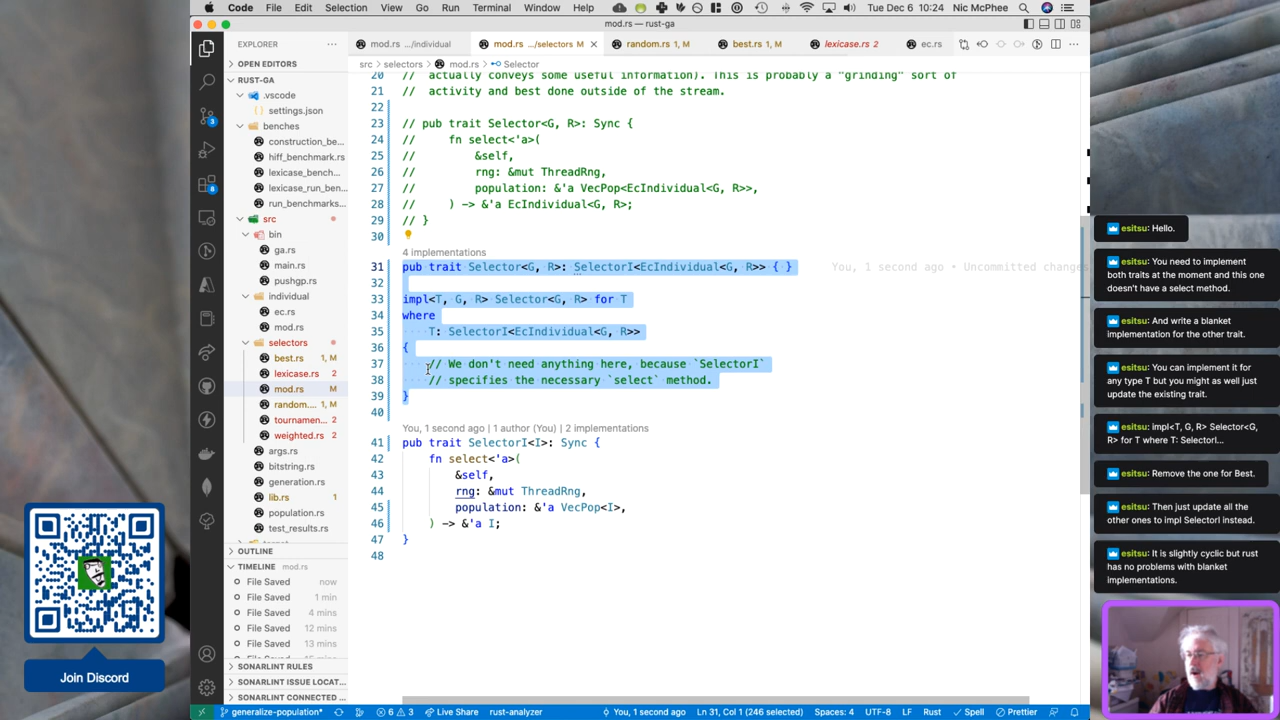 Code File Edit Selection View Go Run Terminal Window Help Tue Dec 6 10:24 Nic McPhee
mod.rs — rust-ga
EXPLORER
mod.rs .../individual
mod.rs .../selectors M
random.rs 1, M
best.rs 1, M
lexicase.rs 2
ec.rs
src > selectors > mod.rs > Selector
OPEN EDITORS
RUST-GA
.vscode
settings.json
benches
construction_be...
hiff_benchmark.rs
lexicase_bench...
lexicase_run_ben...
run_benchmarks...
src
bin
ga.rs
main.rs
pushgp.rs
individual
ec.rs
mod.rs
selectors
best.rs 1, M
lexicase.rs 2
mod.rs M
random.... 1, M
tournamen... 2
weighted.rs 2
args.rs
bitstring.rs
generation.rs
lib.rs 1
population.rs
test_results.rs
OUTLINE
TIMELINE mod.rs
File Saved now
File Saved 1 min
File Saved 4 mins
File Saved 12 mins
File Saved 13 mins
SONARLINT RULES
SONARLINT ISSUE LOCAT...
SONARLINT CONNECTED ...
20 // actually conveys some useful information). This is probably a "grinding" sort of
21 // activity and best done outside of the stream.
22
23 // pub trait Selector<G, R>: Sync {
24 // fn select<'a>(
25 // &self,
26 // rng: &mut ThreadRng,
27 // population: &'a VecPop<EcIndividual<G, R>>,
28 // ) -> &'a EcIndividual<G, R>;
29 // }
30
4 implementations
31 pub trait Selector<G, R>: SelectorI<EcIndividual<G, R>> { } You, 1 second ago • Uncommitted changes
32
33 impl<T, G, R> Selector<G, R> for T
34 where
35 T: SelectorI<EcIndividual<G, R>>
36 {
37 // We don't need anything here, because `SelectorI`
38 // specifies the necessary `select` method.
39 }
40
You, 1 second ago | 1 author (You) | 2 implementations
41 pub trait SelectorI<I>: Sync {
42 fn select<'a>(
43 &self,
44 rng: &mut ThreadRng,
45 population: &'a VecPop<I>,
46 ) -> &'a I;
47 }
48
generalize-population* 6 3 Live Share rust-analyzer You, 1 second ago Ln 31, Col 1 (246 selected) Spaces: 4 UTF-8 LF Rust Spell Prettier
3
8
Join Discord
esitsu: Hello.
esitsu: You need to implement
both traits at the moment and this one
doesn't have a select method.
esitsu: And write a blanket
implementation for the other trait.
esitsu: You can implement it for
any type T but you might as well just
update the existing trait.
esitsu: impl<T, G, R> Selector<G,
R> for T where T: SelectorI...
esitsu: Remove the one for Best.
esitsu: Then just update all the
other ones to impl SelectorI instead.
esitsu: It is slightly cyclic but rust
has no problems with blanket
implementations.